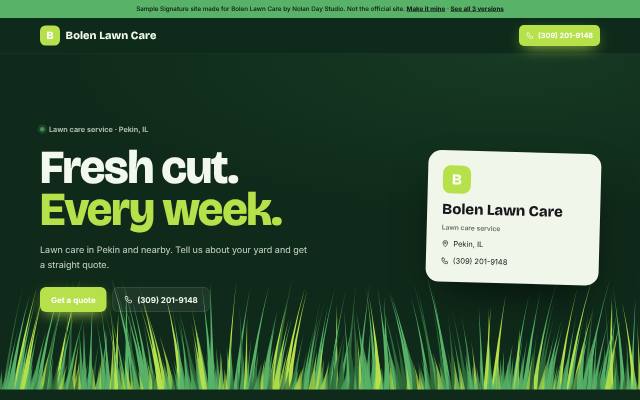 Sample Signature site made for Bolen Lawn Care by Nolan Day Studio. Not the official site. Make it mine · See all 3 versions
B Bolen Lawn Care
(309) 201-9148
Lawn care service · Pekin, IL
Fresh cut.
Every week.
Lawn care in Pekin and nearby. Tell us about your yard and get
a straight quote.
Get a quote
(309) 201-9148
B
Bolen Lawn Care
Lawn care service
Pekin, IL
(309) 201-9148